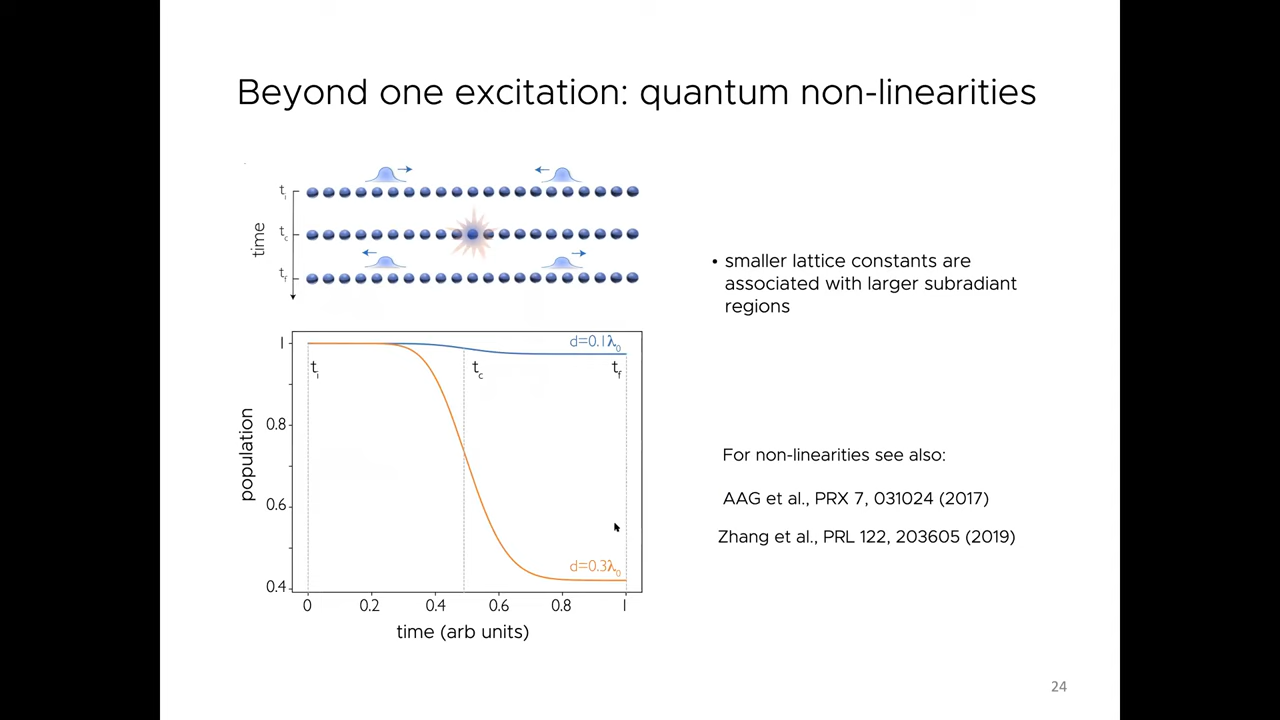 Beyond one excitation: quantum non-linearities
time
tᵢ
t꜀
t_f
• smaller lattice constants are
associated with larger subradiant
regions
population
1
0.8
0.6
0.4
d=0.1λ₀
tᵢ
t꜀
t_f
d=0.3λ₀
0
0.2
0.4
0.6
0.8
1
time (arb units)
For non-linearities see also:
AAG et al., PRX 7, 031024 (2017)
Zhang et al., PRL 122, 203605 (2019)
24